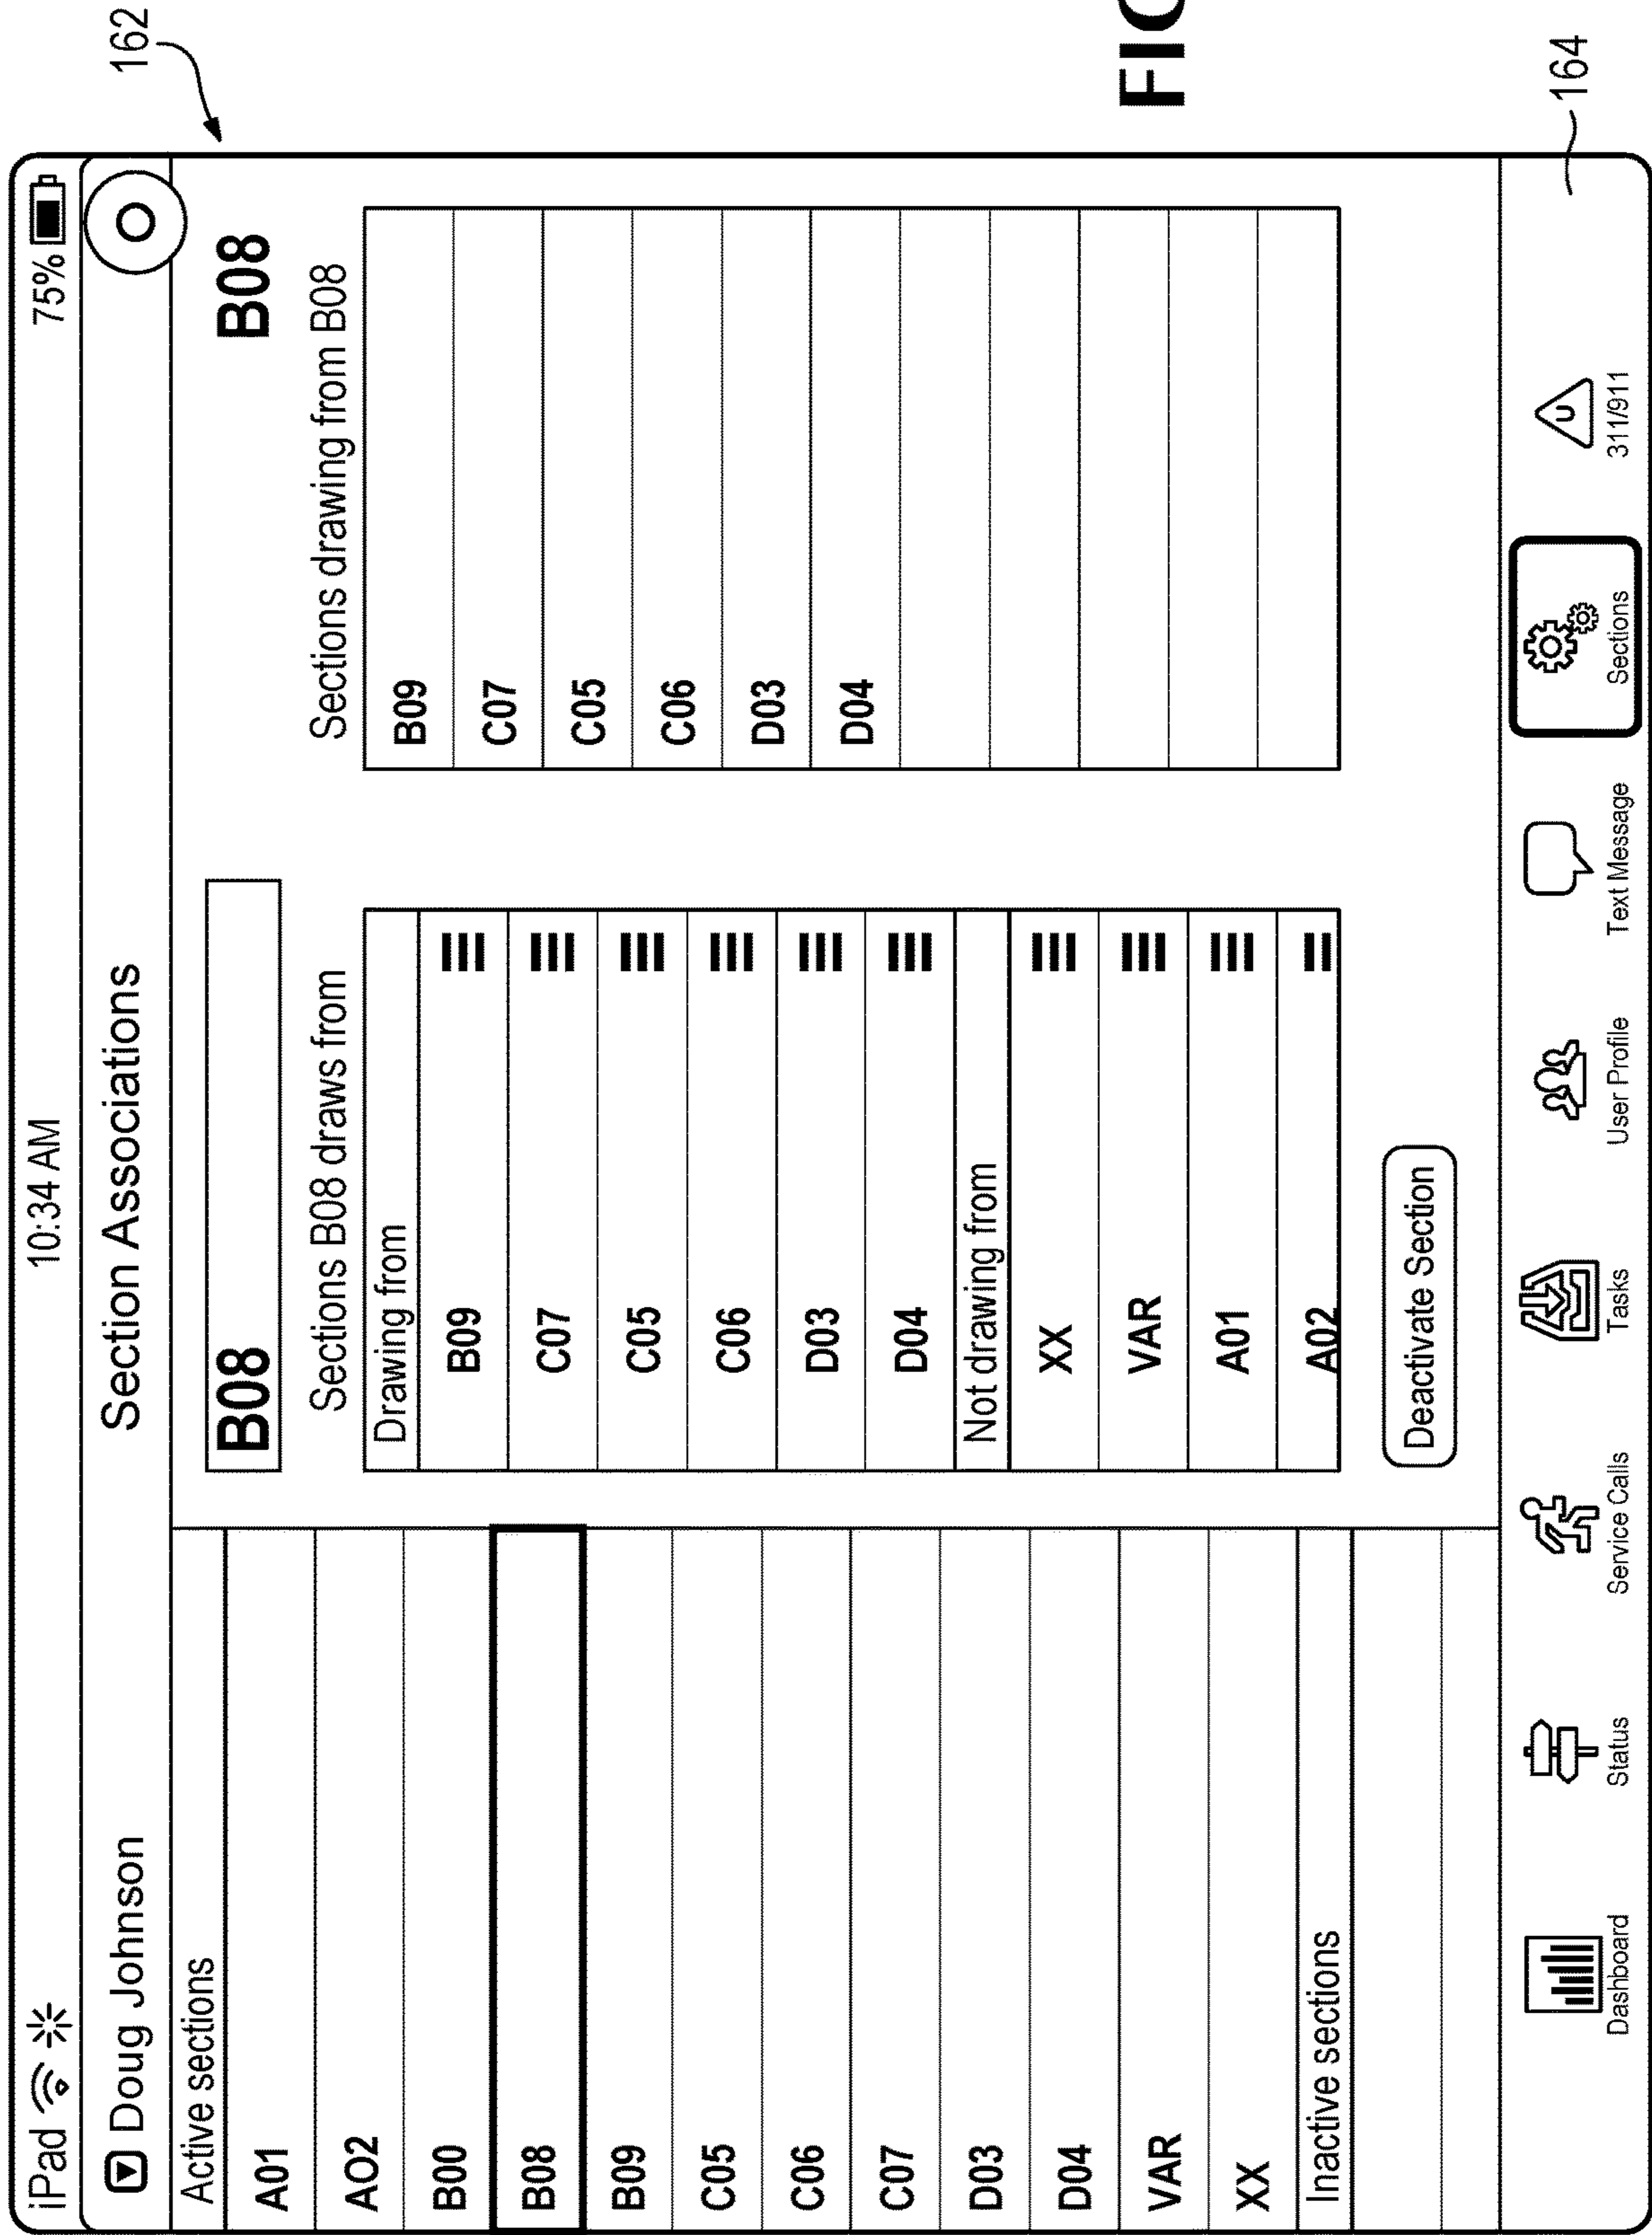 iPad 10:34 AM 75%
Doug Johnson Section Associations
162
Active sections
A01
AO2
B00
B08
B09
C05
C06
C07
D03
D04
VAR
XX
Inactive sections
B08 B08
Sections B08 draws from
Drawing from
B09
C07
C05
C06
D03
D04
Not drawing from
XX
VAR
A01
A02
Deactivate Section
Sections drawing from B08
B09
C07
C05
C06
D03
D04
Dashboard
Status
Service Calls
Tasks
User Profile
Text Message
Sections
311/911
164